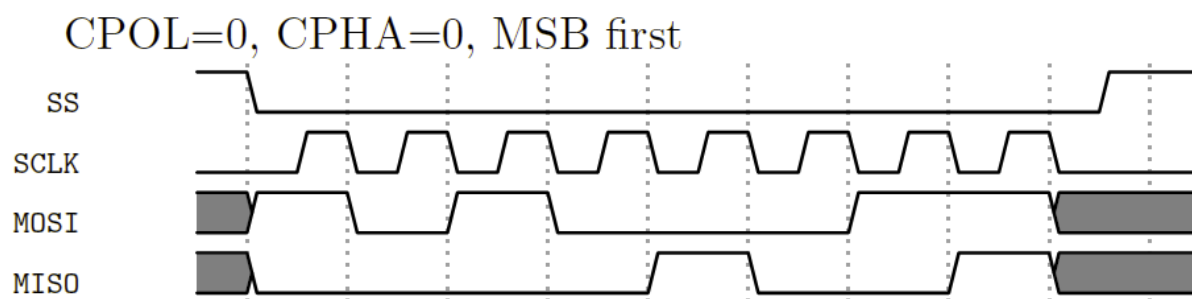 CPOL=0, CPHA=0, MSB first
SS
SCLK
MOSI
MISO